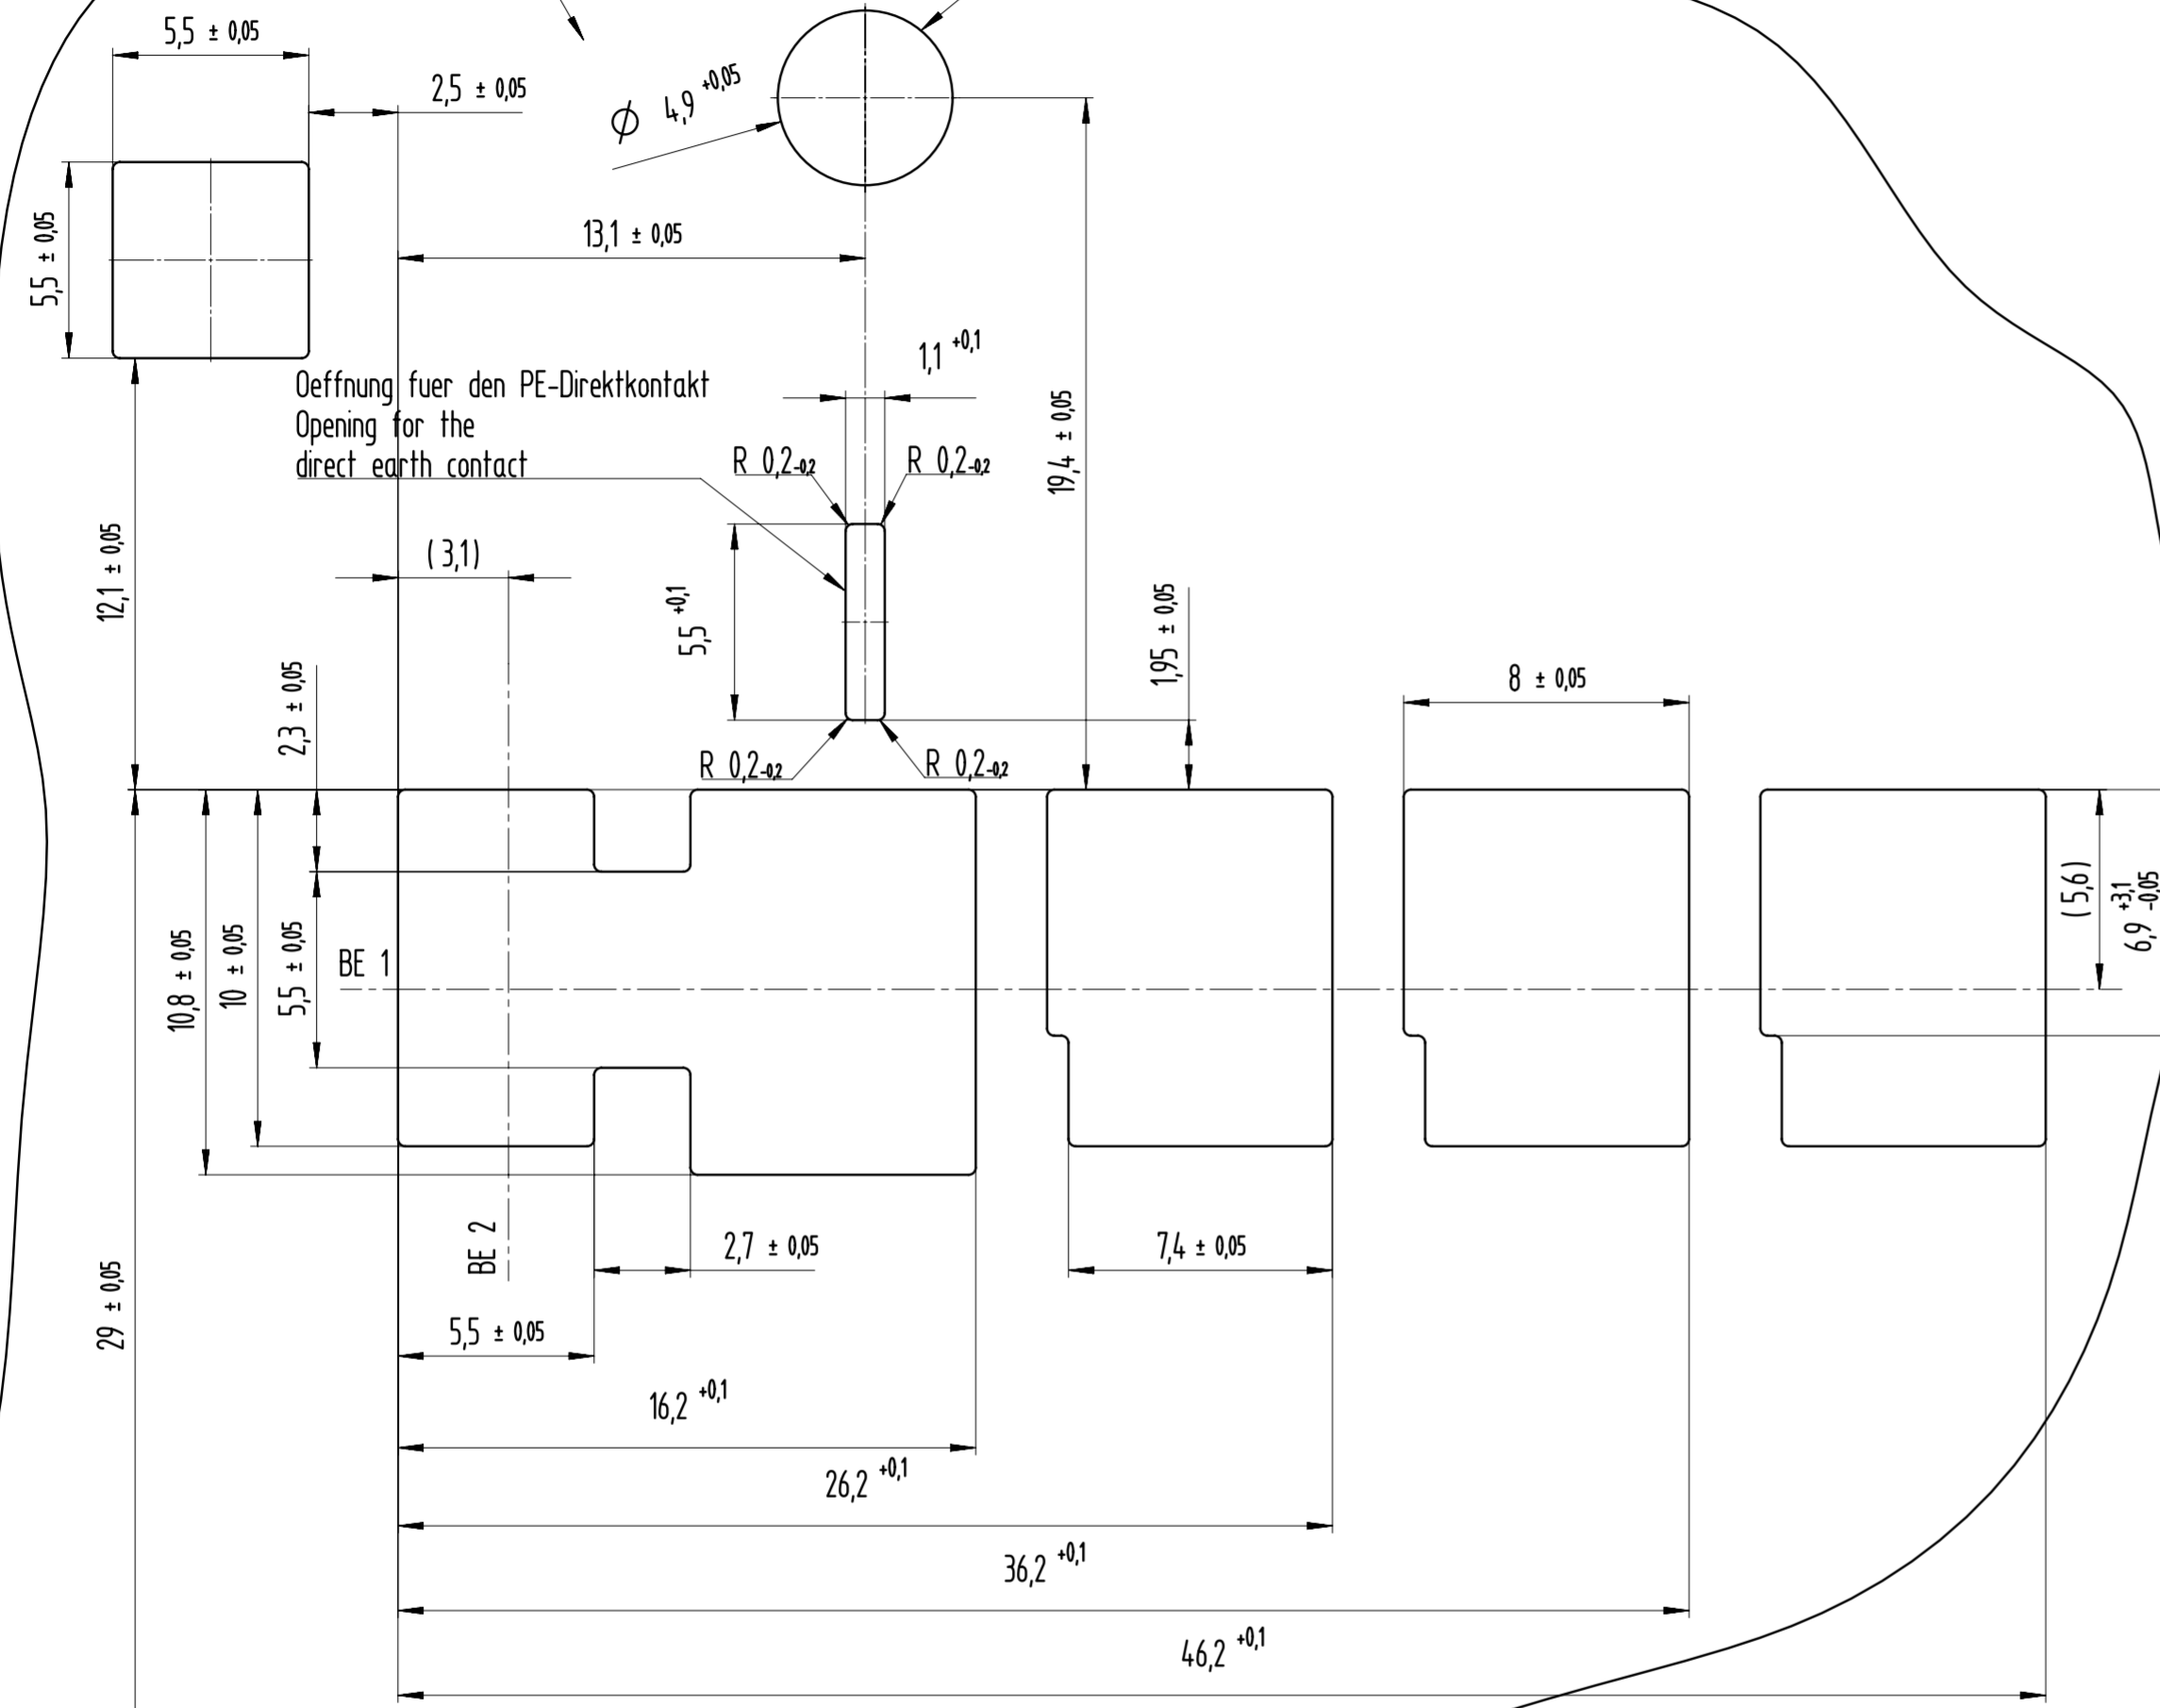 5,5 ± 0,05
2,5 ± 0,05
Ø 4,9 +0,05
5,5 ± 0,05
13,1 ± 0,05
1,1 +0,1
Oeffnung fuer den PE-Direktkontakt
Opening for the
direct earth contact
R 0,2-0,2
R 0,2-0,2
19,4 ± 0,05
12,1 ± 0,05
(3,1)
5,5 +0,1
1,95 ± 0,05
2,3 ± 0,05
8 ± 0,05
R 0,2-0,2
R 0,2-0,2
(5,6)
6,9 +3,1 -0,05
10,8 ± 0,05
10 ± 0,05
5,5 ± 0,05
BE 1
BE 2
2,7 ± 0,05
7,4 ± 0,05
29 ± 0,05
5,5 ± 0,05
16,2 +0,1
26,2 +0,1
36,2 +0,1
46,2 +0,1